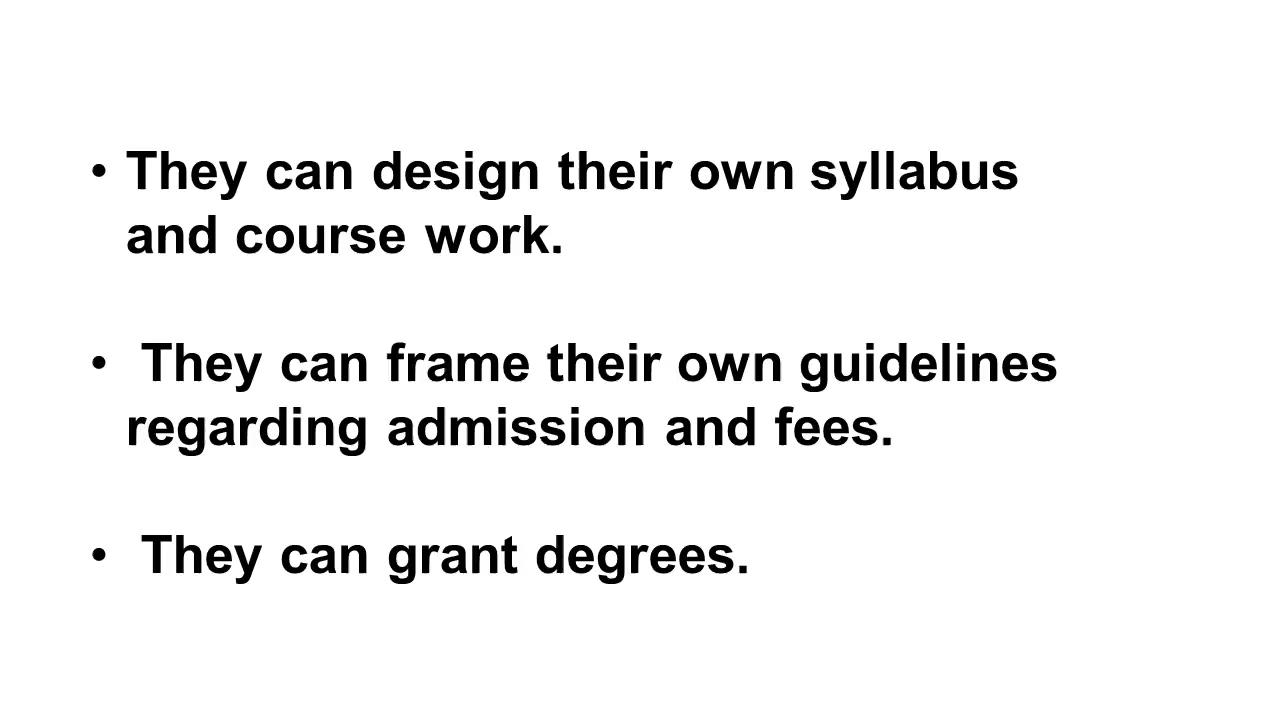 • They can design their own syllabus
and course work.
• They can frame their own guidelines
regarding admission and fees.
• They can grant degrees.